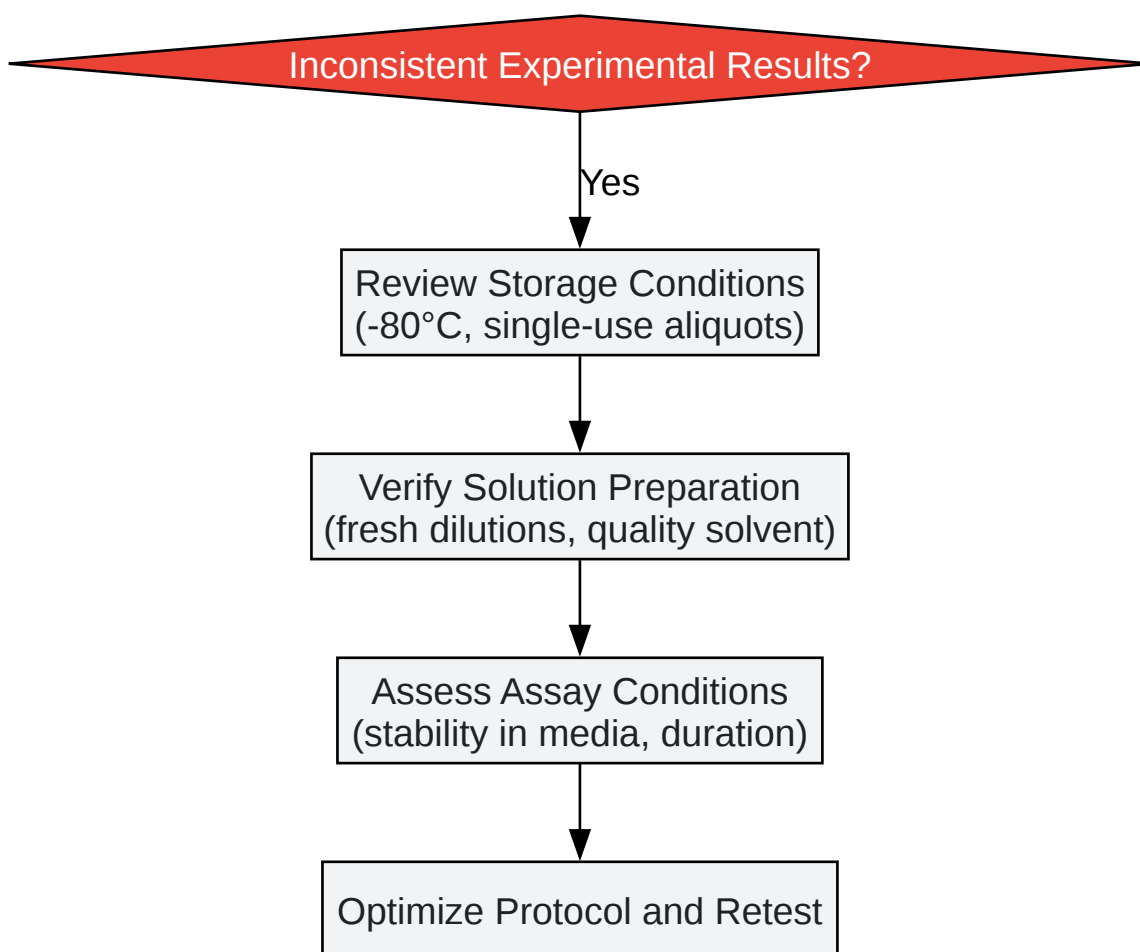 Inconsistent Experimental Results?
Yes
Review Storage Conditions
(-80°C, single-use aliquots)
Verify Solution Preparation
(fresh dilutions, quality solvent)
Assess Assay Conditions
(stability in media, duration)
Optimize Protocol and Retest